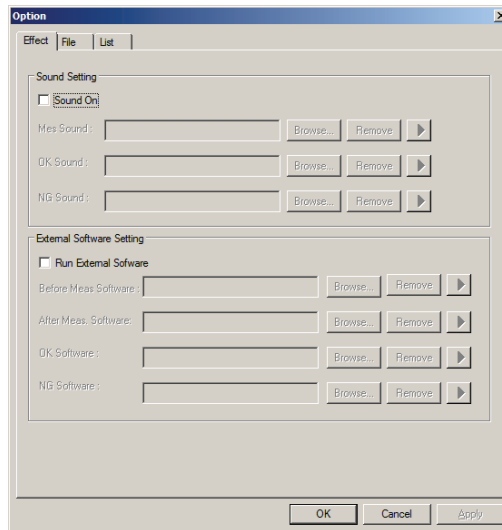 Option
Effect File List
Sound Setting
Sound On
Mes Sound : Browse... Remove
OK Sound : Browse... Remove
NG Sound : Browse... Remove
External Software Setting
Run External Sofware
Before Meas Software : Browse... Remove
After Meas. Software: Browse... Remove
OK Software : Browse... Remove
NG Software : Browse... Remove
OK Cancel Apply